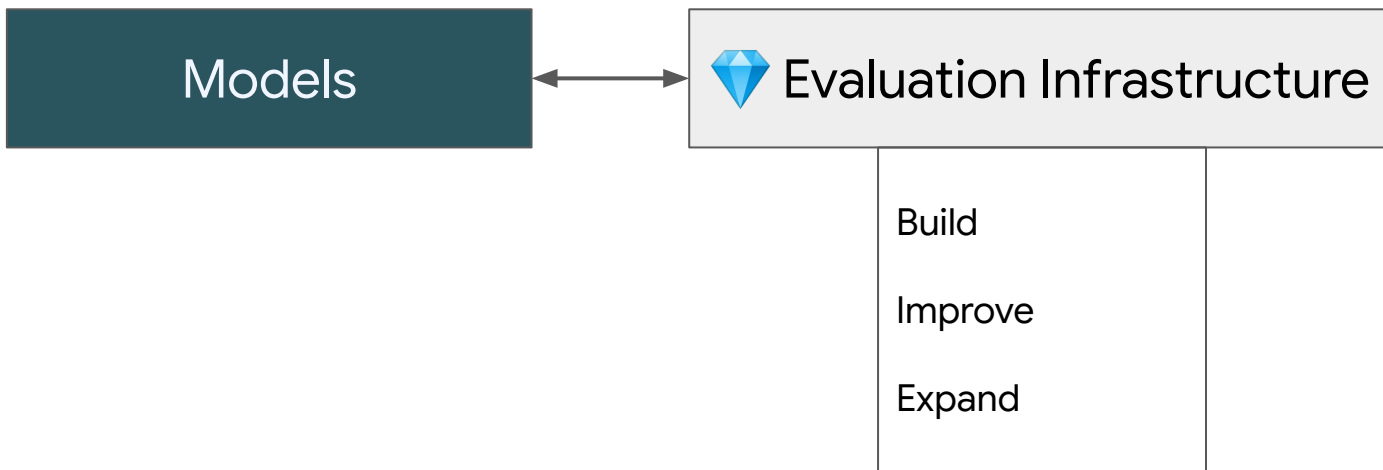 Models
💎 Evaluation Infrastructure
Build
Improve
Expand